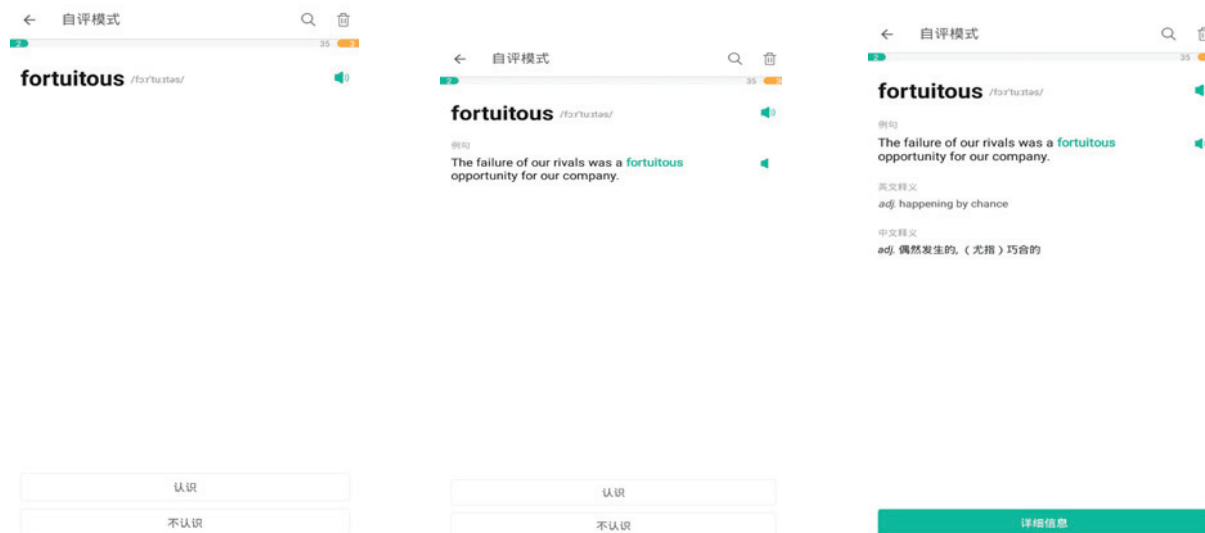 自评模式
2
35
3
fortuitous /fɔːrˈtuːɪtəs/
认识
不认识
自评模式
2
35
fortuitous /fɔːrˈtuːɪtəs/
例句
The failure of our rivals was a fortuitous
opportunity for our company.
认识
不认识
自评模式
2
35
fortuitous /fɔːrˈtuːɪtəs/
例句
The failure of our rivals was a fortuitous
opportunity for our company.
英文释义
adj. happening by chance
中文释义
adj. 偶然发生的,（尤指）巧合的
详细信息